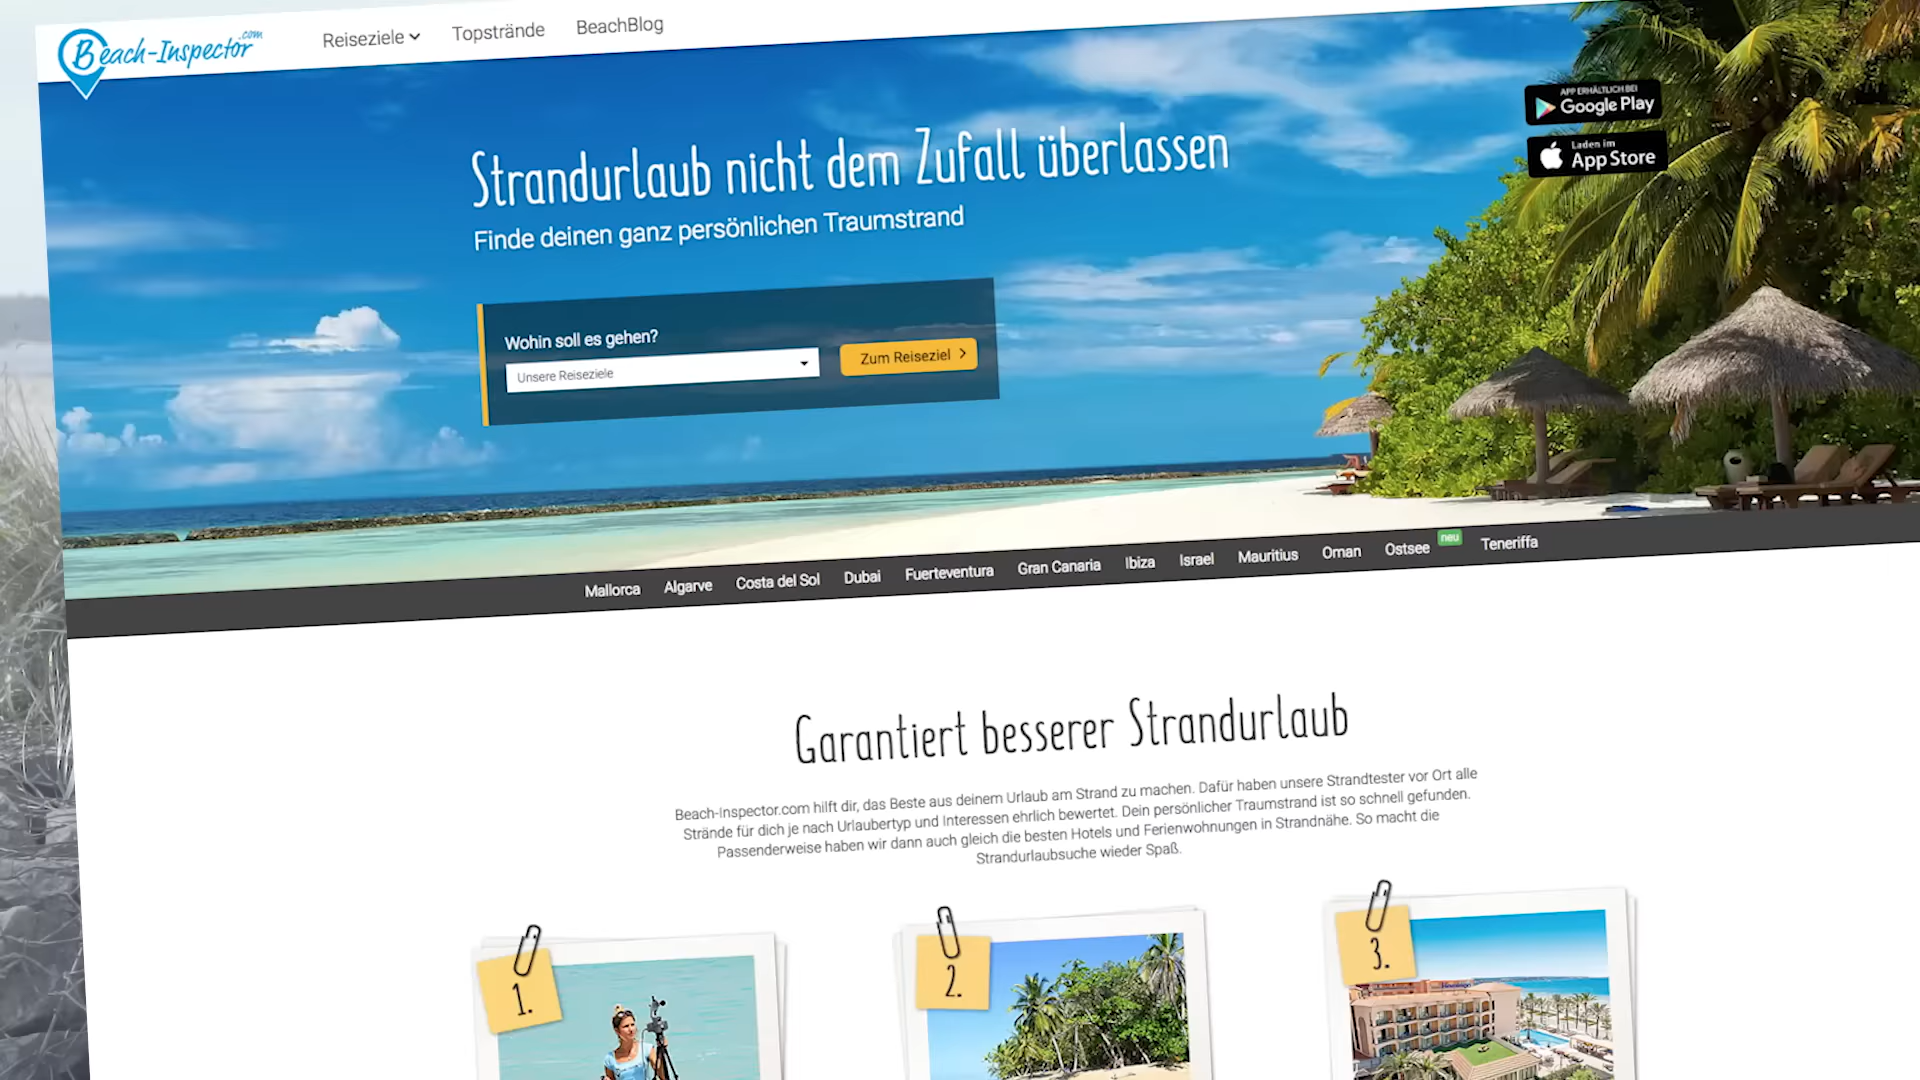 Beach-Inspector.com
Reiseziele
Topstrände
BeachBlog
APP ERHÄLTLICH BEI
Google Play
Laden im
App Store
Strandurlaub nicht dem Zufall überlassen
Finde deinen ganz persönlichen Traumstrand
Wohin soll es gehen?
Unsere Reiseziele
Zum Reiseziel
Mallorca Algarve Costa del Sol Dubai Fuerteventura Gran Canaria Ibiza Israel Mauritius Oman Ostsee neu Teneriffa
Garantiert besserer Strandurlaub
Beach-Inspector.com hilft dir, das Beste aus deinem Urlaub am Strand zu machen. Dafür haben unsere Strandtester vor Ort alle
Strände für dich je nach Urlaubertyp und Interessen ehrlich bewertet. Dein persönlicher Traumstrand ist so schnell gefunden.
Passenderweise haben wir dann auch gleich die besten Hotels und Ferienwohnungen in Strandnähe. So macht die
Strandurlaubsuche wieder Spaß.
1.
2.
3.